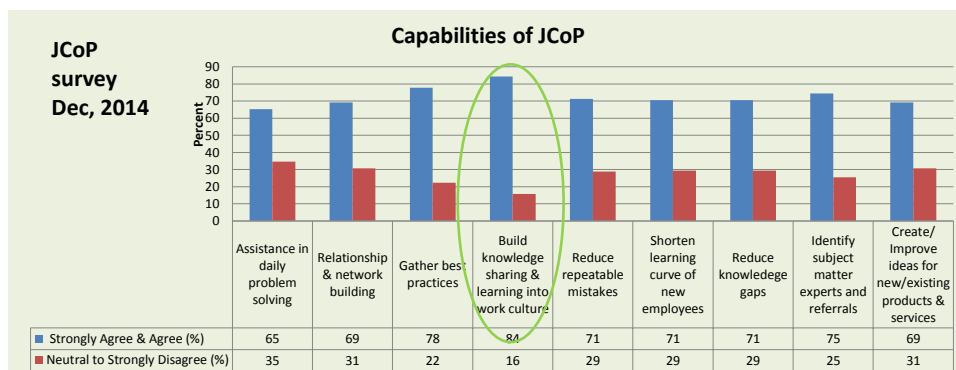 Capabilities of JCoP
JCoP
survey
Dec, 2014
Percent
90
80
70
60
50
40
30
20
10
0
Assistance in
daily
problem
solving
Relationship
& network
building
Gather best
practices
Build
knowledge
sharing &
learning into
work culture
Reduce
repeatable
mistakes
Shorten
learning
curve of
new
employees
Reduce
knowledege
gaps
Identify
subject
matter
experts and
referrals
Create/
Improve
ideas for
new/existing
products &
services
Strongly Agree & Agree (%) 65 69 78 84 71 71 71 75 69
Neutral to Strongly Disagree (%) 35 31 22 16 29 29 29 25 31